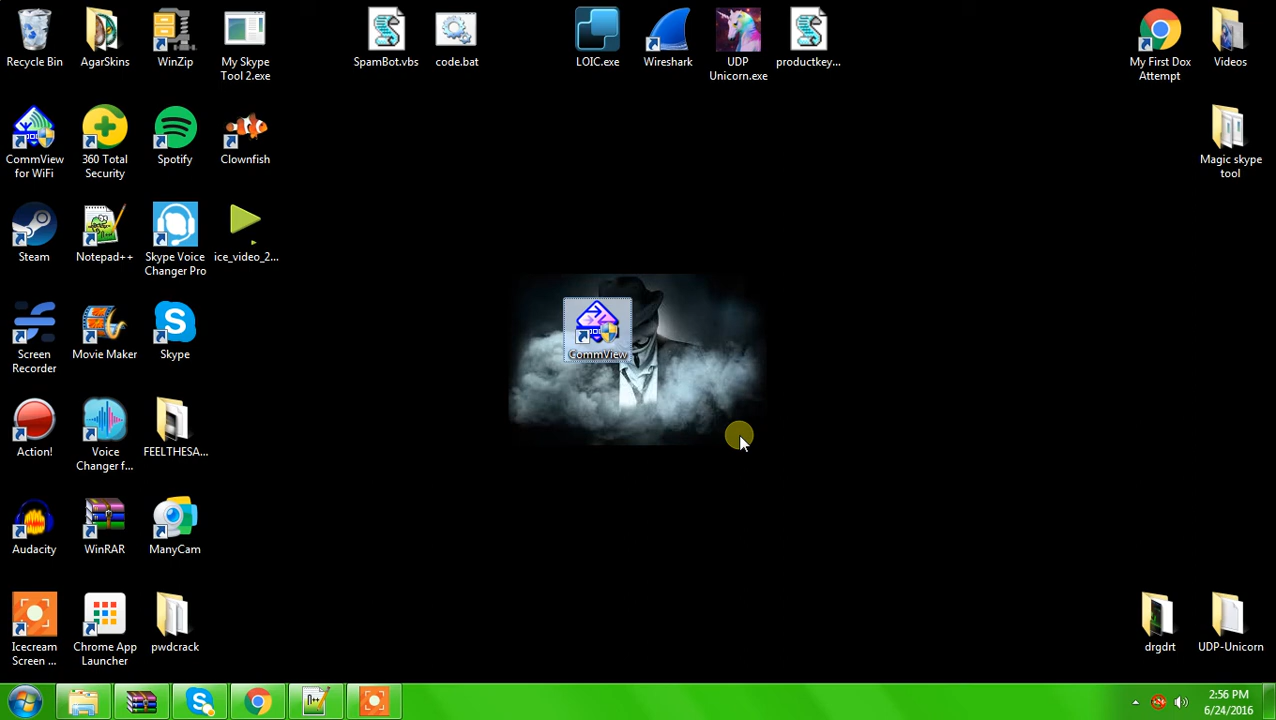 Recycle Bin
AgarSkins
WinZip
My Skype
Tool 2.exe
SpamBot.vbs
code.bat
LOIC.exe
Wireshark
UDP
Unicorn.exe
productkey...
My First Dox
Attempt
Videos
CommView
for WiFi
360 Total
Security
Spotify
Clownfish
Magic skype
tool
Steam
Notepad++
Skype Voice
Changer Pro
ice_video_2...
CommView
Screen
Recorder
Movie Maker
Skype
Action!
Voice
Changer f...
FEELTHESA...
Audacity
WinRAR
ManyCam
Icecream
Screen ...
Chrome App
Launcher
pwdcrack
drgdrt
UDP-Unicorn
2:56 PM
6/24/2016